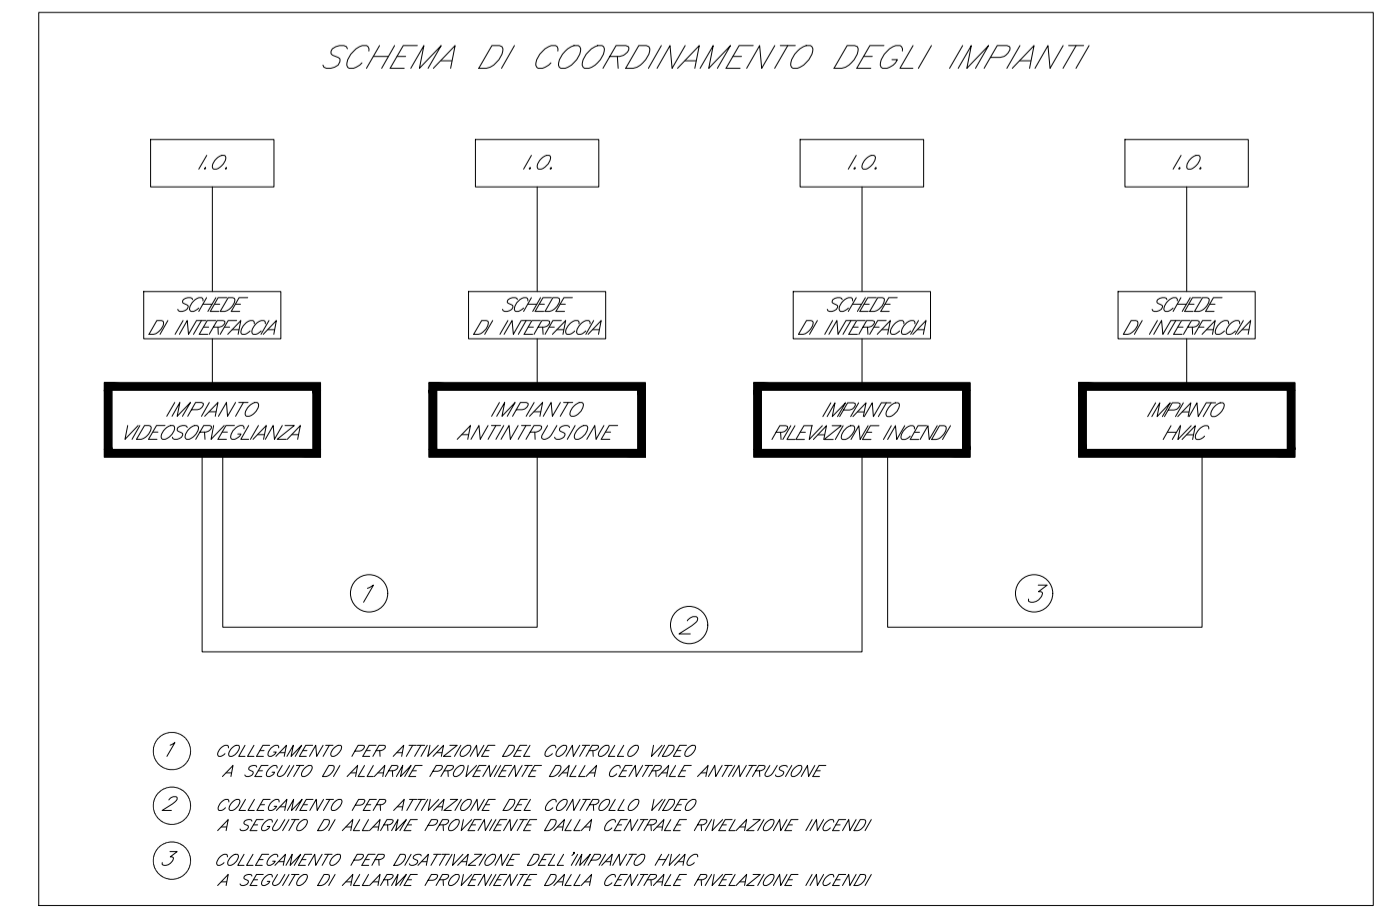 SCHEMA DI COORDINAMENTO DEGLI IMPIANTI
I.O.
I.O.
I.O.
I.O.
SCHEDE
DI INTERFACCIA
SCHEDE
DI INTERFACCIA
SCHEDE
DI INTERFACCIA
SCHEDE
DI INTERFACCIA
IMPIANTO
VIDEOSORVEGLIANZA
IMPIANTO
ANTINTRUSIONE
IMPIANTO
RILEVAZIONE INCENDI
IMPIANTO
HVAC
1
2
3
1 COLLEGAMENTO PER ATTIVAZIONE DEL CONTROLLO VIDEO
A SEGUITO DI ALLARME PROVENIENTE DALLA CENTRALE ANTINTRUSIONE
2 COLLEGAMENTO PER ATTIVAZIONE DEL CONTROLLO VIDEO
A SEGUITO DI ALLARME PROVENIENTE DALLA CENTRALE RIVELAZIONE INCENDI
3 COLLEGAMENTO PER DISATTIVAZIONE DELL'IMPIANTO HVAC
A SEGUITO DI ALLARME PROVENIENTE DALLA CENTRALE RIVELAZIONE INCENDI